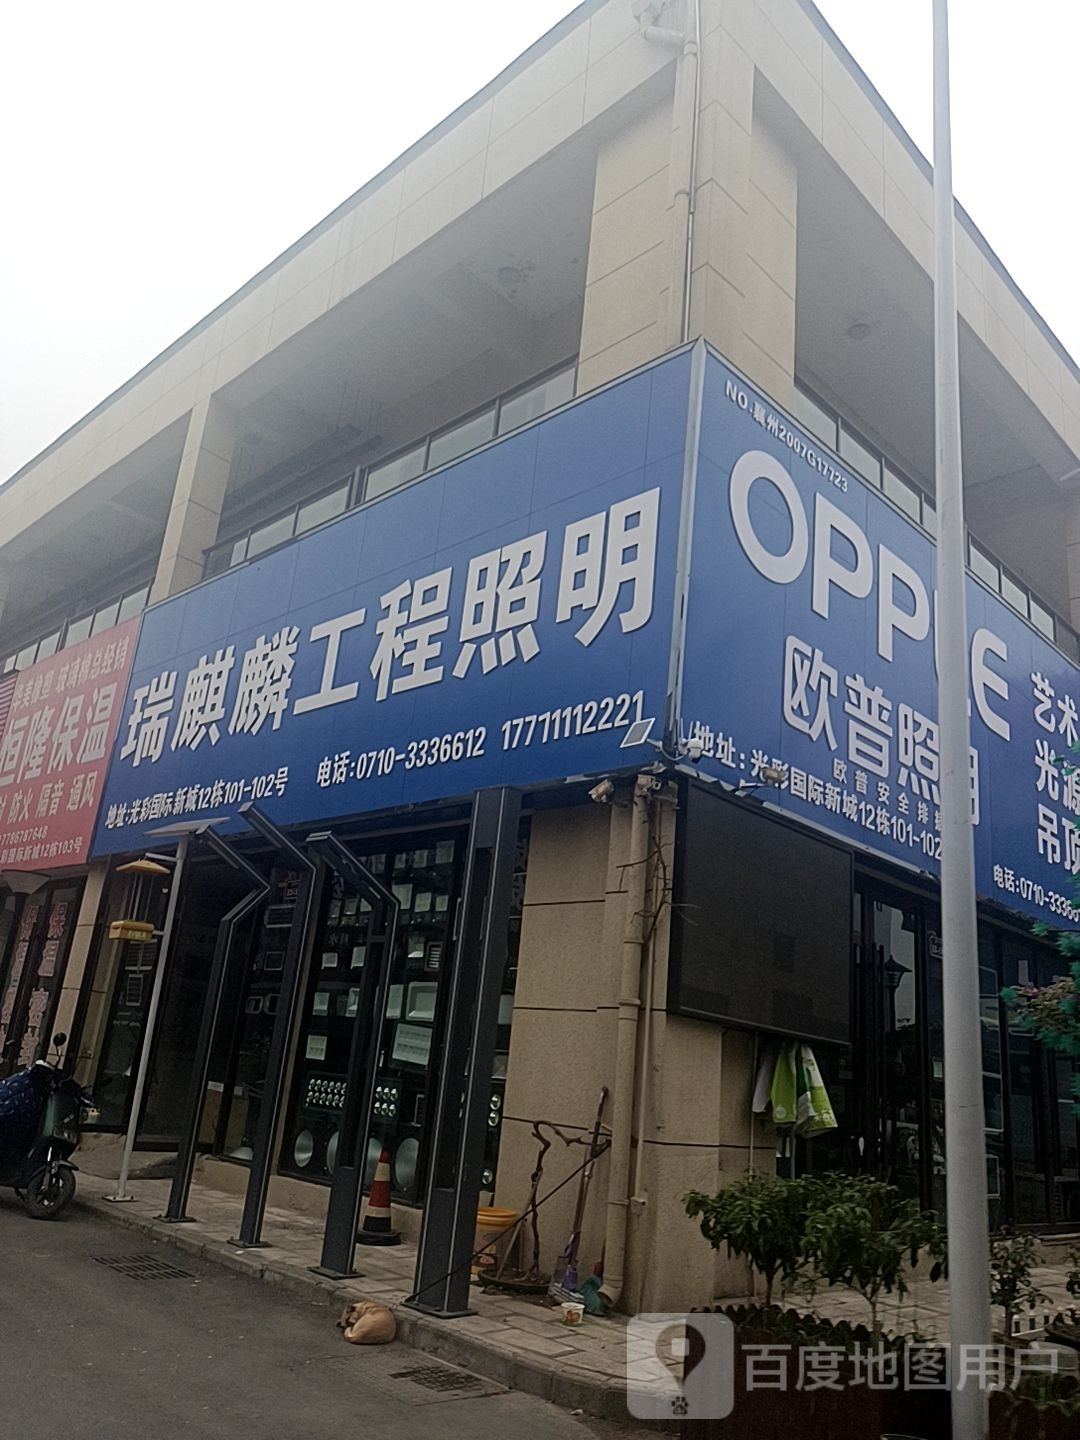 瑞麒麟工程照明
地址:光彩国际新城12栋101-102号
电话:0710-3336612 17711112221
NO.襄州2007G17723
OPPLE
欧普照明
欧普安全
地址:光彩国际新城12栋101-102
电话:0710-3336
艺术
光源
吊顶
玻璃棉总经销
恒隆保温
防火 隔音 通风
17786787648
彩国际新城12栋103号
百度地图用户